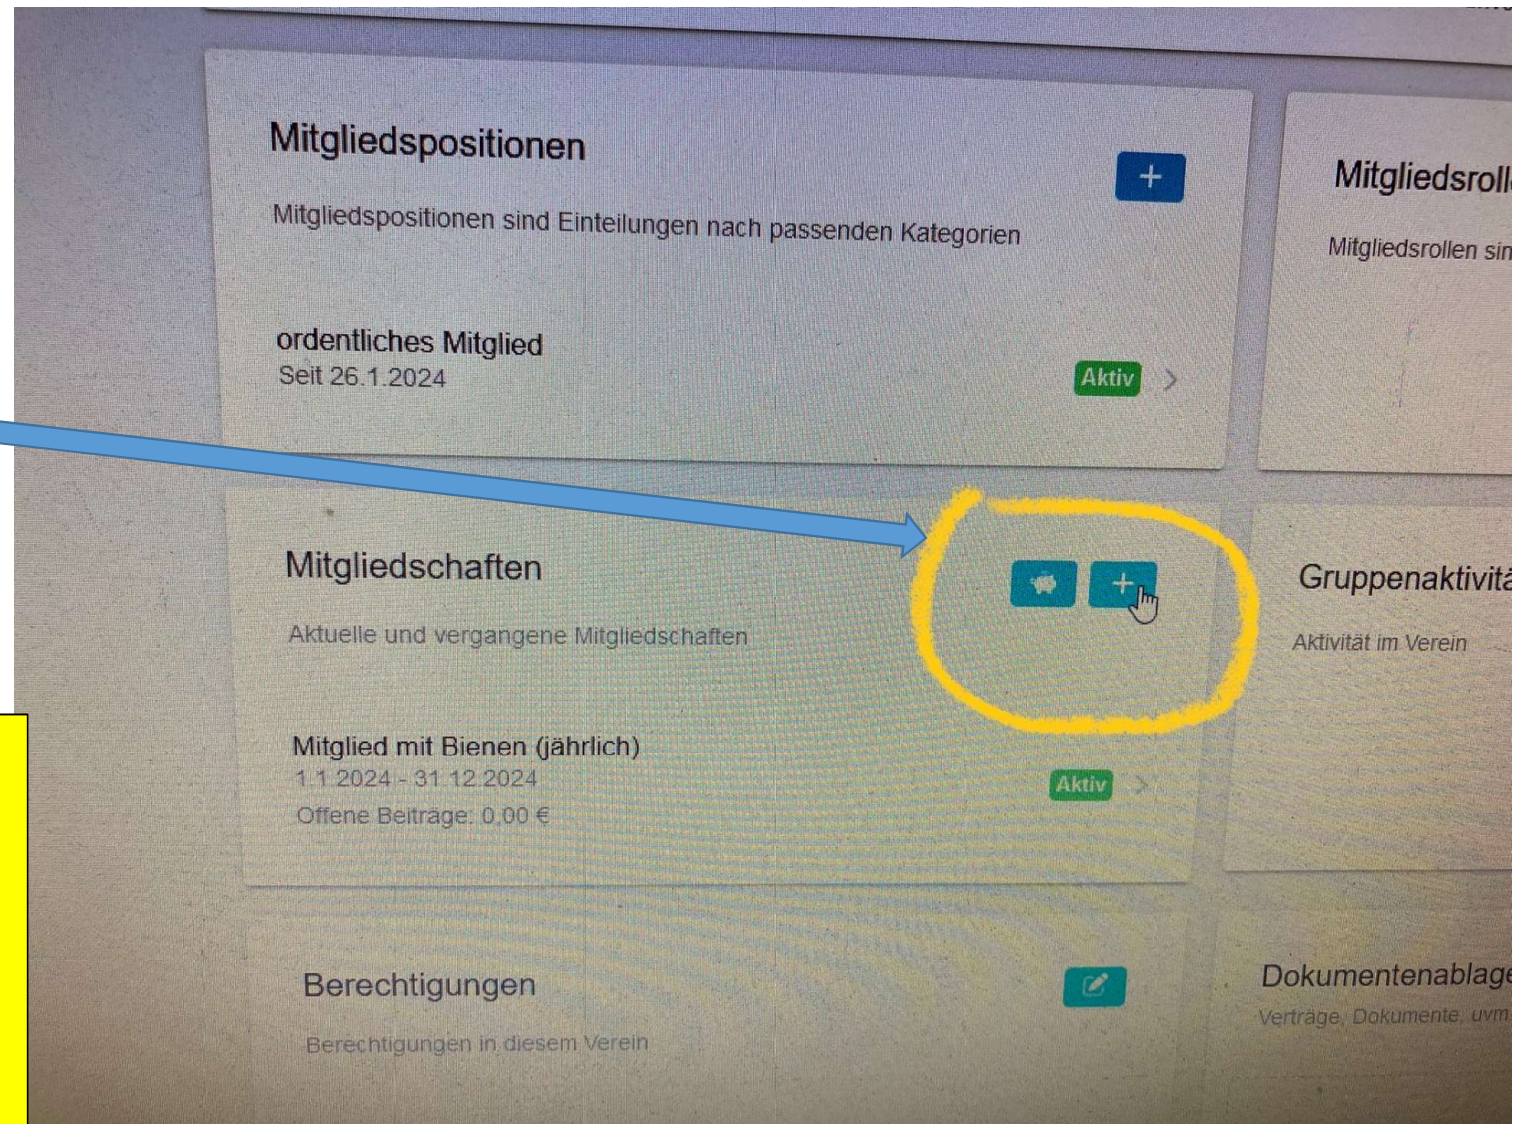 Mitgliedspositionen
Mitgliedspositionen sind Einteilungen nach passenden Kategorien
ordentliches Mitglied
Seit 26.1.2024
Aktiv
Mitgliedschaften
Aktuelle und vergangene Mitgliedschaften
Mitglied mit Bienen (jährlich)
1.1.2024 - 31.12.2024
Offene Beiträge: 0,00 €
Aktiv
Berechtigungen
Berechtigungen in diesem Verein
Mitgliedsroll
Mitgliedsrollen sin
Gruppenaktivitä
Aktivität im Verein
Dokumentenablage
Verträge, Dokumente, uvm